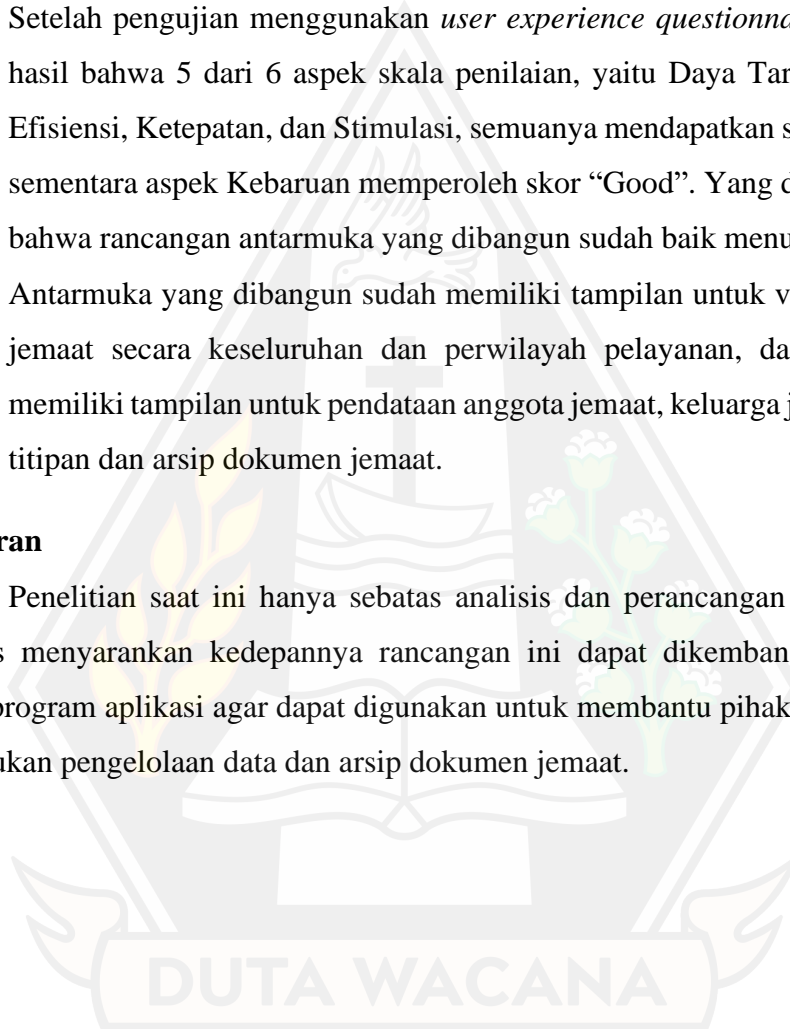 Setelah pengujian menggunakan user experience questionna
hasil bahwa 5 dari 6 aspek skala penilaian, yaitu Daya Tar
Efisiensi, Ketepatan, dan Stimulasi, semuanya mendapatkan s
sementara aspek Kebaruan memperoleh skor “Good”. Yang d
bahwa rancangan antarmuka yang dibangun sudah baik menu
Antarmuka yang dibangun sudah memiliki tampilan untuk v
jemaat secara keseluruhan dan perwilayah pelayanan, da
memiliki tampilan untuk pendataan anggota jemaat, keluarga j
titipan dan arsip dokumen jemaat.
ran
Penelitian saat ini hanya sebatas analisis dan perancangan
s menyarankan kedepannya rancangan ini dapat dikemban
program aplikasi agar dapat digunakan untuk membantu pihak
ukan pengelolaan data dan arsip dokumen jemaat.
DUTA WACANA